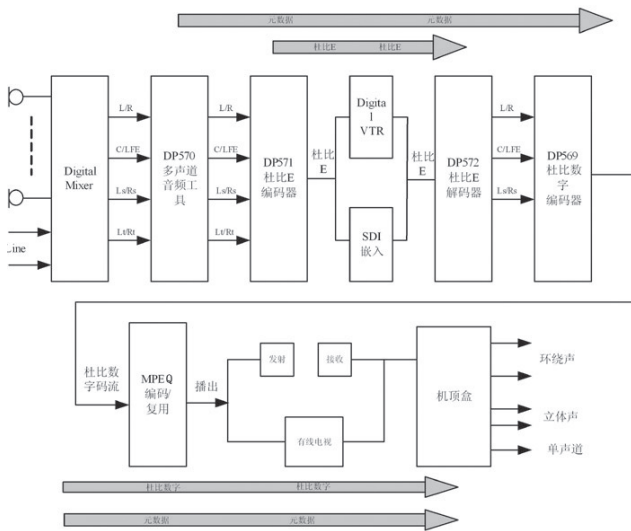 元数据 元数据
杜比E 杜比E
L/R L/R L/R
C/LFE C/LFE C/LFE
Ls/Rs Ls/Rs Ls/Rs
Lt/Rt Lt/Rt
Line
Digital
Mixer
DP570
多声道
音频工
具
DP571
杜比E
编码器
杜比
E
Digita
l
VTR
SDI
嵌入
杜比
E
DP572
杜比E
解码器
DP569
杜比数
字
编码器
杜比数
字码流
MPEQ
编码/
复用
播出
发射
接收
有线电视
机顶盒
环绕声
立体声
单声道
杜比数字 杜比数字
元数据 元数据